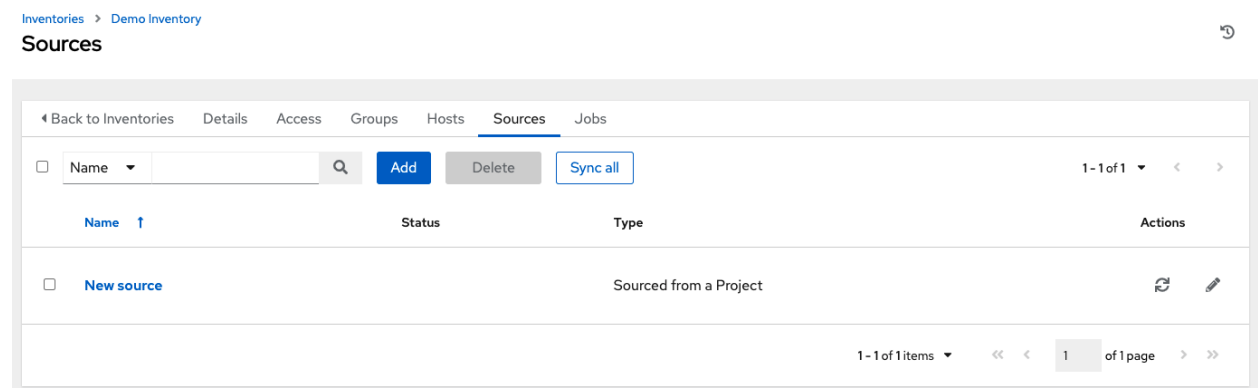 Inventories > Demo Inventory
Sources
Back to Inventories Details Access Groups Hosts Sources Jobs
Name Add Delete Sync all 1 - 1 of 1
Name Status Type Actions
New source Sourced from a Project
1 - 1 of 1 items 1 of 1 page